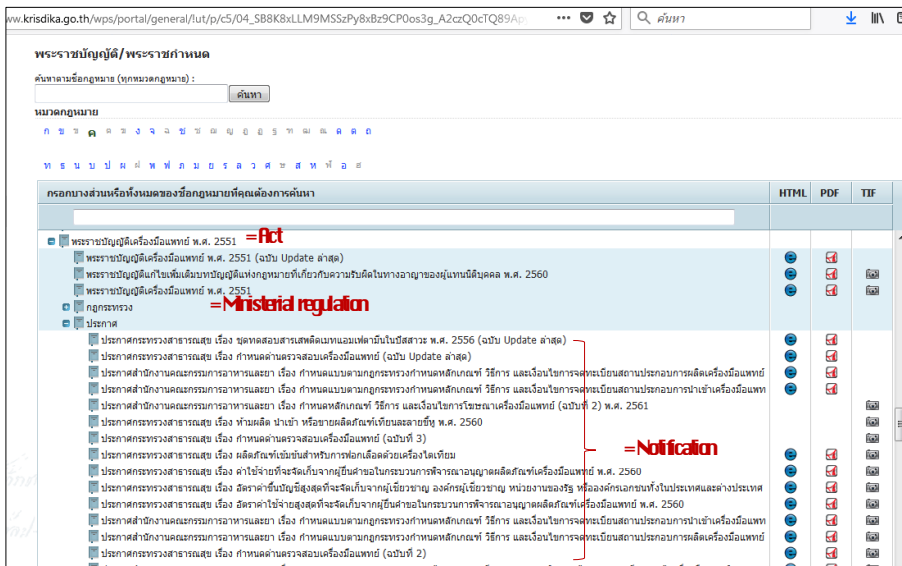 ww.krisdika.go.th/wps/portal/general/!ut/p/c5/04_SB8K8xLLM9MSSzPy8xBz9CP0os3g_A2czQ0cTQ89Ap
ค้นหา
พระราชบัญญัติ/พระราชกำหนด
ค้นหาตามชื่อกฎหมาย (ทุกหมวดกฎหมาย) :
ค้นหา
หมวดกฎหมาย
ก ข ฃ ค ฅ ฆ ง จ ฉ ช ซ ฌ ญ ฎ ฏ ฐ ฑ ฒ ณ ด ต ถ
ท ธ น บ ป ผ ฝ พ ฟ ภ ม ย ร ล ว ศ ษ ส ห ฬ อ ฮ
กรอกบางส่วนหรือทั้งหมดของชื่อกฎหมายที่คุณต้องการค้นหา HTML PDF TIF
พระราชบัญญัติเครื่องมือแพทย์ พ.ศ. 2551 =Act
พระราชบัญญัติเครื่องมือแพทย์ พ.ศ. 2551 (ฉบับ Update ล่าสุด)
พระราชบัญญัติแก้ไขเพิ่มเติมบทบัญญัติแห่งกฎหมายที่เกี่ยวกับความรับผิดในทางอาญาของผู้แทนนิติบุคคล พ.ศ. 2560
พระราชบัญญัติเครื่องมือแพทย์ พ.ศ. 2551
กฎกระทรวง =Ministerial regulation
ประกาศ
ประกาศกระทรวงสาธารณสุข เรื่อง ชุดทดสอบสารเสพติดเมทแอมเฟตามีนในปัสสาวะ พ.ศ. 2556 (ฉบับ Update ล่าสุด)
ประกาศกระทรวงสาธารณสุข เรื่อง กำหนดด่านตรวจสอบเครื่องมือแพทย์ (ฉบับ Update ล่าสุด)
ประกาศสำนักงานคณะกรรมการอาหารและยา เรื่อง กำหนดแบบตามกฎกระทรวงกำหนดหลักเกณฑ์ วิธีการ และเงื่อนไขการจดทะเบียนสถานประกอบการผลิตเครื่องมือแพทย์
ประกาศสำนักงานคณะกรรมการอาหารและยา เรื่อง กำหนดแบบตามกฎกระทรวงกำหนดหลักเกณฑ์ วิธีการ และเงื่อนไขการจดทะเบียนสถานประกอบการนำเข้าเครื่องมือแพท
ประกาศสำนักงานคณะกรรมการอาหารและยา เรื่อง กำหนดหลักเกณฑ์ วิธีการ และเงื่อนไขการโฆษณาเครื่องมือแพทย์ (ฉบับที่ 2) พ.ศ. 2561
ประกาศกระทรวงสาธารณสุข เรื่อง ห้ามผลิต นำเข้า หรือขายผลิตภัณฑ์เทียนละลายขี้หู พ.ศ. 2560
ประกาศกระทรวงสาธารณสุข เรื่อง กำหนดด่านตรวจสอบเครื่องมือแพทย์ (ฉบับที่ 3)
ประกาศกระทรวงสาธารณสุข เรื่อง ผลิตภัณฑ์เข้มข้นสำหรับการฟอกเลือดด้วยเครื่องไตเทียม =Notification
ประกาศกระทรวงสาธารณสุข เรื่อง ค่าใช้จ่ายที่จะจัดเก็บจากผู้ยื่นคำขอในกระบวนการพิจารณาอนุญาตผลิตภัณฑ์เครื่องมือแพทย์ พ.ศ. 2560
ประกาศกระทรวงสาธารณสุข เรื่อง อัตราค่าขึ้นบัญชีสูงสุดที่จะจัดเก็บจากผู้เชี่ยวชาญ องค์กรผู้เชี่ยวชาญ หน่วยงานของรัฐ หรือองค์กรเอกชนทั้งในประเทศและต่างประเทศ
ประกาศกระทรวงสาธารณสุข เรื่อง อัตราค่าใช้จ่ายสูงสุดที่จะจัดเก็บจากผู้ยื่นคำขอในกระบวนการพิจารณาอนุญาตผลิตภัณฑ์เครื่องมือแพทย์ พ.ศ. 2560
ประกาศสำนักงานคณะกรรมการอาหารและยา เรื่อง กำหนดแบบตามกฎกระทรวงกำหนดหลักเกณฑ์ วิธีการ และเงื่อนไขการจดทะเบียนสถานประกอบการนำเข้าเครื่องมือแพท
ประกาศสำนักงานคณะกรรมการอาหารและยา เรื่อง กำหนดแบบตามกฎกระทรวงกำหนดหลักเกณฑ์ วิธีการ และเงื่อนไขการจดทะเบียนสถานประกอบการผลิตเครื่องมือแพทย์
ประกาศกระทรวงสาธารณสุข เรื่อง กำหนดด่านตรวจสอบเครื่องมือแพทย์ (ฉบับที่ 2)